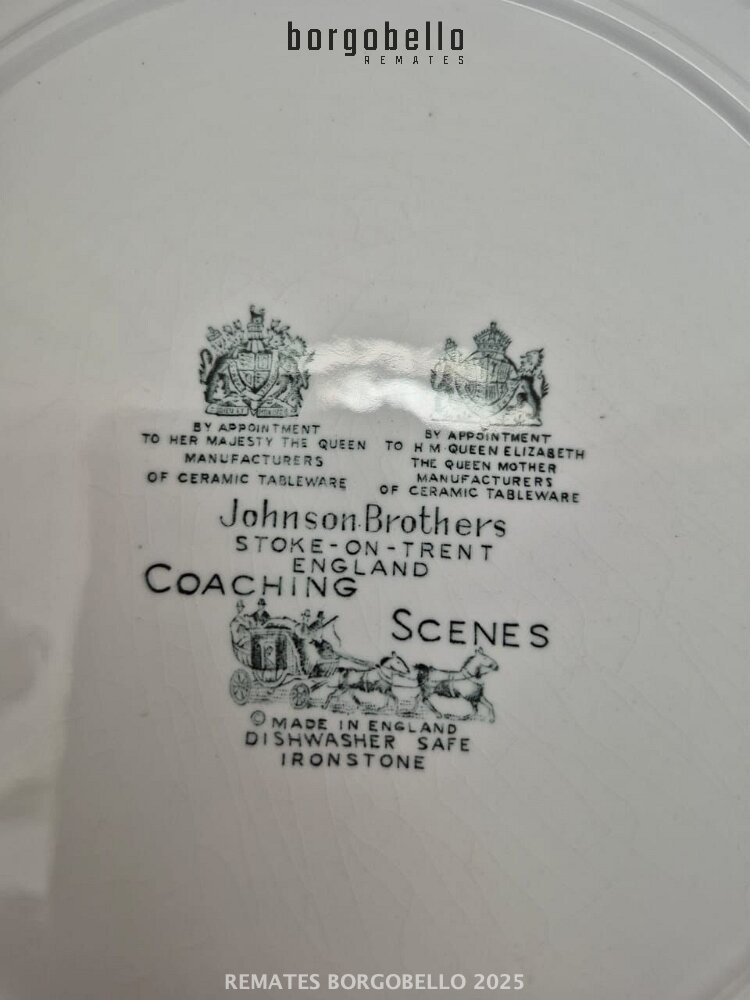 borgobello
REMATES
BY APPOINTMENT
TO HER MAJESTY THE QUEEN
MANUFACTURERS
OF CERAMIC TABLEWARE
BY APPOINTMENT
TO H M QUEEN ELIZABETH
THE QUEEN MOTHER
MANUFACTURERS
OF CERAMIC TABLEWARE
Johnson Brothers
STOKE-ON-TRENT
ENGLAND
COACHING
SCENES
© MADE IN ENGLAND
DISHWASHER SAFE
IRONSTONE
REMATES BORGOBELLO 2025